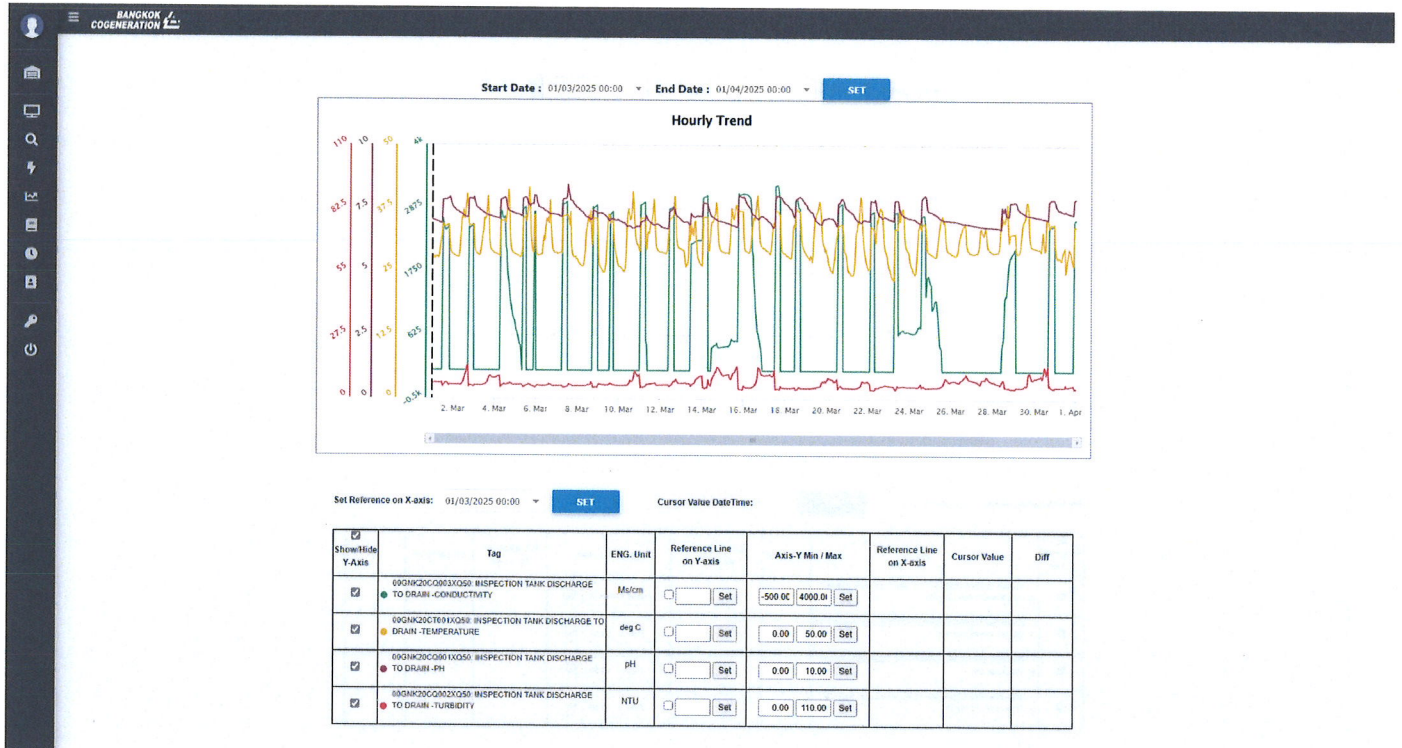 BANGKOK
COGENERATION
Start Date : 01/03/2025 00:00 End Date : 01/04/2025 00:00 SET
Hourly Trend
110 10 50 4k
82.5 7.5 37.5 2875
55 5 25 1750
27.5 2.5 12.5 625
0 0 0 -0.5k
2. Mar 4. Mar 6. Mar 8. Mar 10. Mar 12. Mar 14. Mar 16. Mar 18. Mar 20. Mar 22. Mar 24. Mar 26. Mar 28. Mar 30. Mar 1. Apr
Set Reference on X-axis: 01/03/2025 00:00 SET Cursor Value DateTime:
Show/Hide Y-Axis Tag ENG. Unit Reference Line on Y-axis Axis-Y Min / Max Reference Line on X-axis Cursor Value Diff
00GNK20CQ003XQ50: INSPECTION TANK DISCHARGE
TO DRAIN -CONDUCTIVITY Ms/cm Set -500.00 4000.00 Set
00GNK20CT001XQ50: INSPECTION TANK DISCHARGE TO
DRAIN -TEMPERATURE deg C Set 0.00 50.00 Set
00GNK20CQ001XQ50: INSPECTION TANK DISCHARGE
TO DRAIN -PH pH Set 0.00 10.00 Set
00GNK20CQ002XQ50: INSPECTION TANK DISCHARGE
TO DRAIN -TURBIDITY NTU Set 0.00 110.00 Set